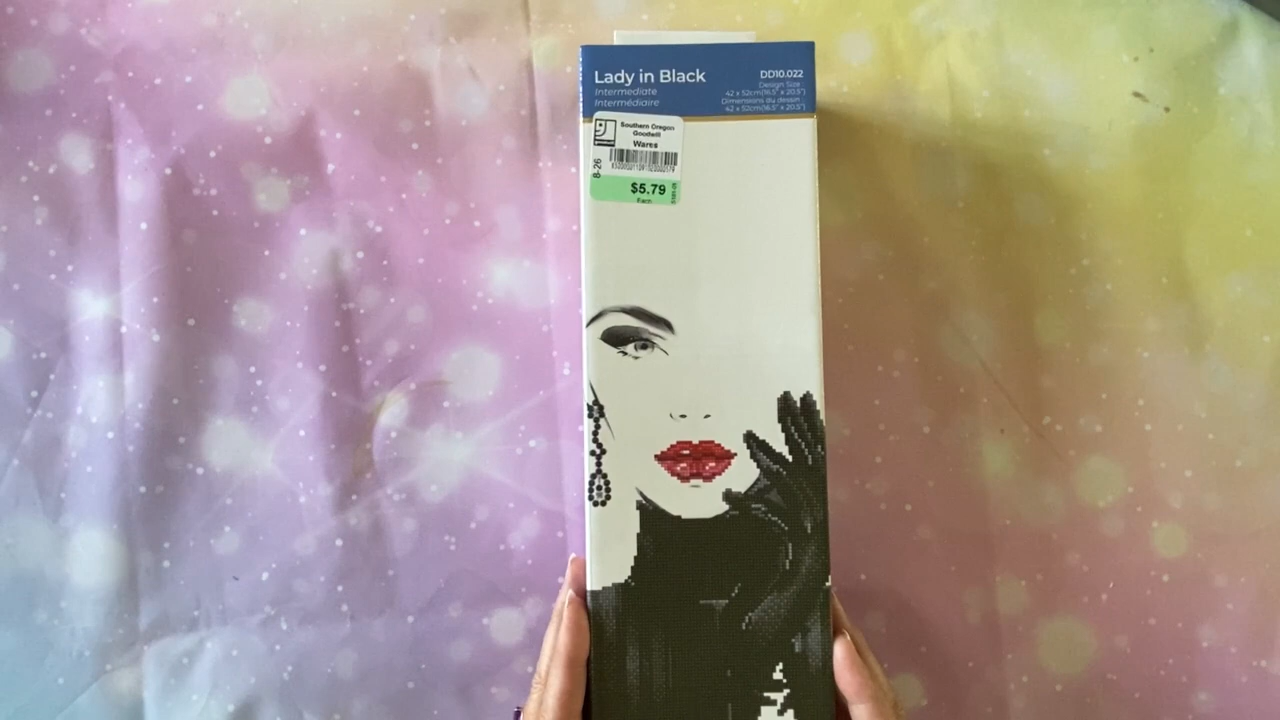 Lady in Black
Intermediate
Intermédiaire
DD10.022
Design Size :
42 x 52cm(16.5" x 20.5")
Dimensions du dessin :
42 x 52cm(16.5" x 20.5")
Southern Oregon
Goodwill
Wares
8-26
$5.79
Each